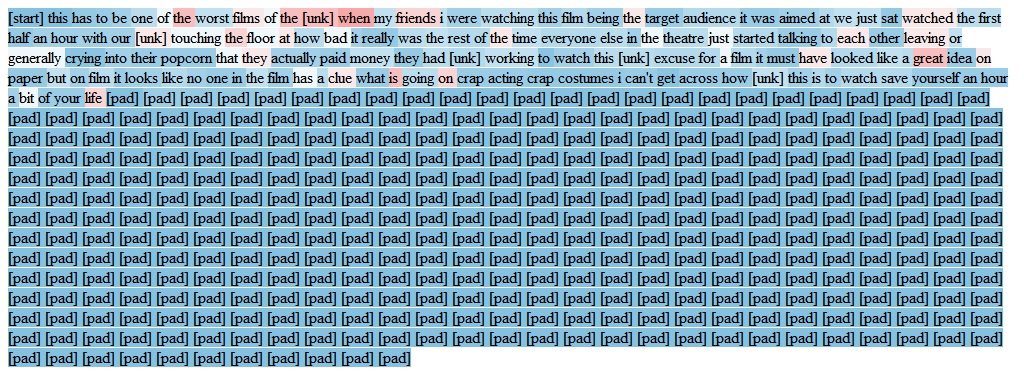 [start] this has to be one of the worst films of the [unk] when my friends i were watching this film being the target audience it was aimed at we just sat watched the first
half an hour with our [unk] touching the floor at how bad it really was the rest of the time everyone else in the theatre just started talking to each other leaving or
generally crying into their popcorn that they actually paid money they had [unk] working to watch this [unk] excuse for a film it must have looked like a great idea on
paper but on film it looks like no one in the film has a clue what is going on crap acting crap costumes i can't get across how [unk] this is to watch save yourself an hour
a bit of your life [pad] [pad] [pad] [pad] [pad] [pad] [pad] [pad] [pad] [pad] [pad] [pad] [pad] [pad] [pad] [pad] [pad] [pad] [pad] [pad] [pad] [pad] [pad] [pad]
[pad] [pad] [pad] [pad] [pad] [pad] [pad] [pad] [pad] [pad] [pad] [pad] [pad] [pad] [pad] [pad] [pad] [pad] [pad] [pad] [pad] [pad] [pad] [pad] [pad] [pad] [pad]
[pad] [pad] [pad] [pad] [pad] [pad] [pad] [pad] [pad] [pad] [pad] [pad] [pad] [pad] [pad] [pad] [pad] [pad] [pad] [pad] [pad] [pad] [pad] [pad] [pad] [pad] [pad]
[pad] [pad] [pad] [pad] [pad] [pad] [pad] [pad] [pad] [pad] [pad] [pad] [pad] [pad] [pad] [pad] [pad] [pad] [pad] [pad] [pad] [pad] [pad] [pad] [pad] [pad] [pad]
[pad] [pad] [pad] [pad] [pad] [pad] [pad] [pad] [pad] [pad] [pad] [pad] [pad] [pad] [pad] [pad] [pad] [pad] [pad] [pad] [pad] [pad] [pad] [pad] [pad] [pad] [pad]
[pad] [pad] [pad] [pad] [pad] [pad] [pad] [pad] [pad] [pad] [pad] [pad] [pad] [pad] [pad] [pad] [pad] [pad] [pad] [pad] [pad] [pad] [pad] [pad] [pad] [pad] [pad]
[pad] [pad] [pad] [pad] [pad] [pad] [pad] [pad] [pad] [pad] [pad] [pad] [pad] [pad] [pad] [pad] [pad] [pad] [pad] [pad] [pad] [pad] [pad] [pad] [pad] [pad] [pad]
[pad] [pad] [pad] [pad] [pad] [pad] [pad] [pad] [pad] [pad] [pad] [pad] [pad] [pad] [pad] [pad] [pad] [pad] [pad] [pad] [pad] [pad] [pad] [pad] [pad] [pad] [pad]
[pad] [pad] [pad] [pad] [pad] [pad] [pad] [pad] [pad] [pad] [pad] [pad] [pad] [pad] [pad] [pad] [pad] [pad] [pad] [pad] [pad] [pad] [pad] [pad] [pad] [pad] [pad]
[pad] [pad] [pad] [pad] [pad] [pad] [pad] [pad] [pad] [pad] [pad] [pad] [pad] [pad] [pad] [pad] [pad] [pad] [pad] [pad] [pad] [pad] [pad] [pad] [pad] [pad] [pad]
[pad] [pad] [pad] [pad] [pad] [pad] [pad] [pad] [pad] [pad] [pad] [pad] [pad] [pad] [pad] [pad] [pad] [pad] [pad] [pad] [pad] [pad] [pad] [pad] [pad] [pad] [pad]
[pad] [pad] [pad] [pad] [pad] [pad] [pad] [pad] [pad] [pad] [pad] [pad] [pad] [pad] [pad] [pad] [pad] [pad] [pad] [pad] [pad] [pad] [pad] [pad] [pad] [pad] [pad]
[pad] [pad] [pad] [pad] [pad] [pad] [pad] [pad] [pad] [pad] [pad] [pad] [pad] [pad] [pad] [pad] [pad] [pad] [pad] [pad] [pad] [pad] [pad] [pad] [pad] [pad] [pad]
[pad] [pad] [pad] [pad] [pad] [pad] [pad] [pad] [pad] [pad] [pad]